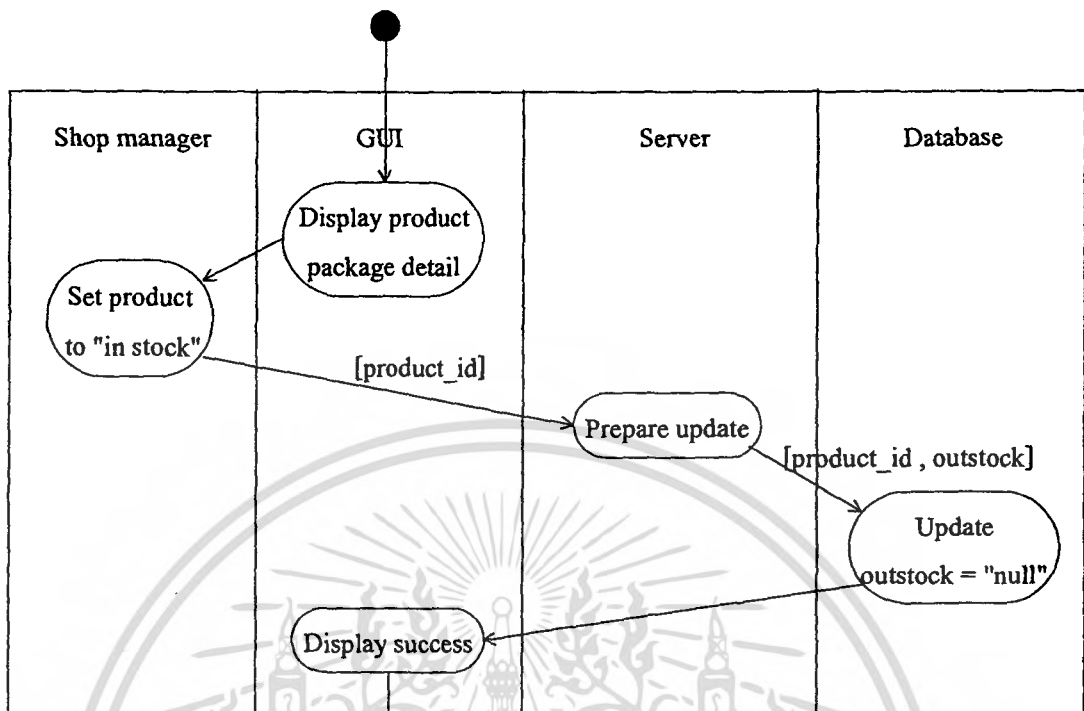 Shop manager
GUI
Server
Database
Display product
package detail
Set product
to "in stock"
[product_id]
Prepare update
[product_id , outstock]
Update
outstock = "null"
Display success